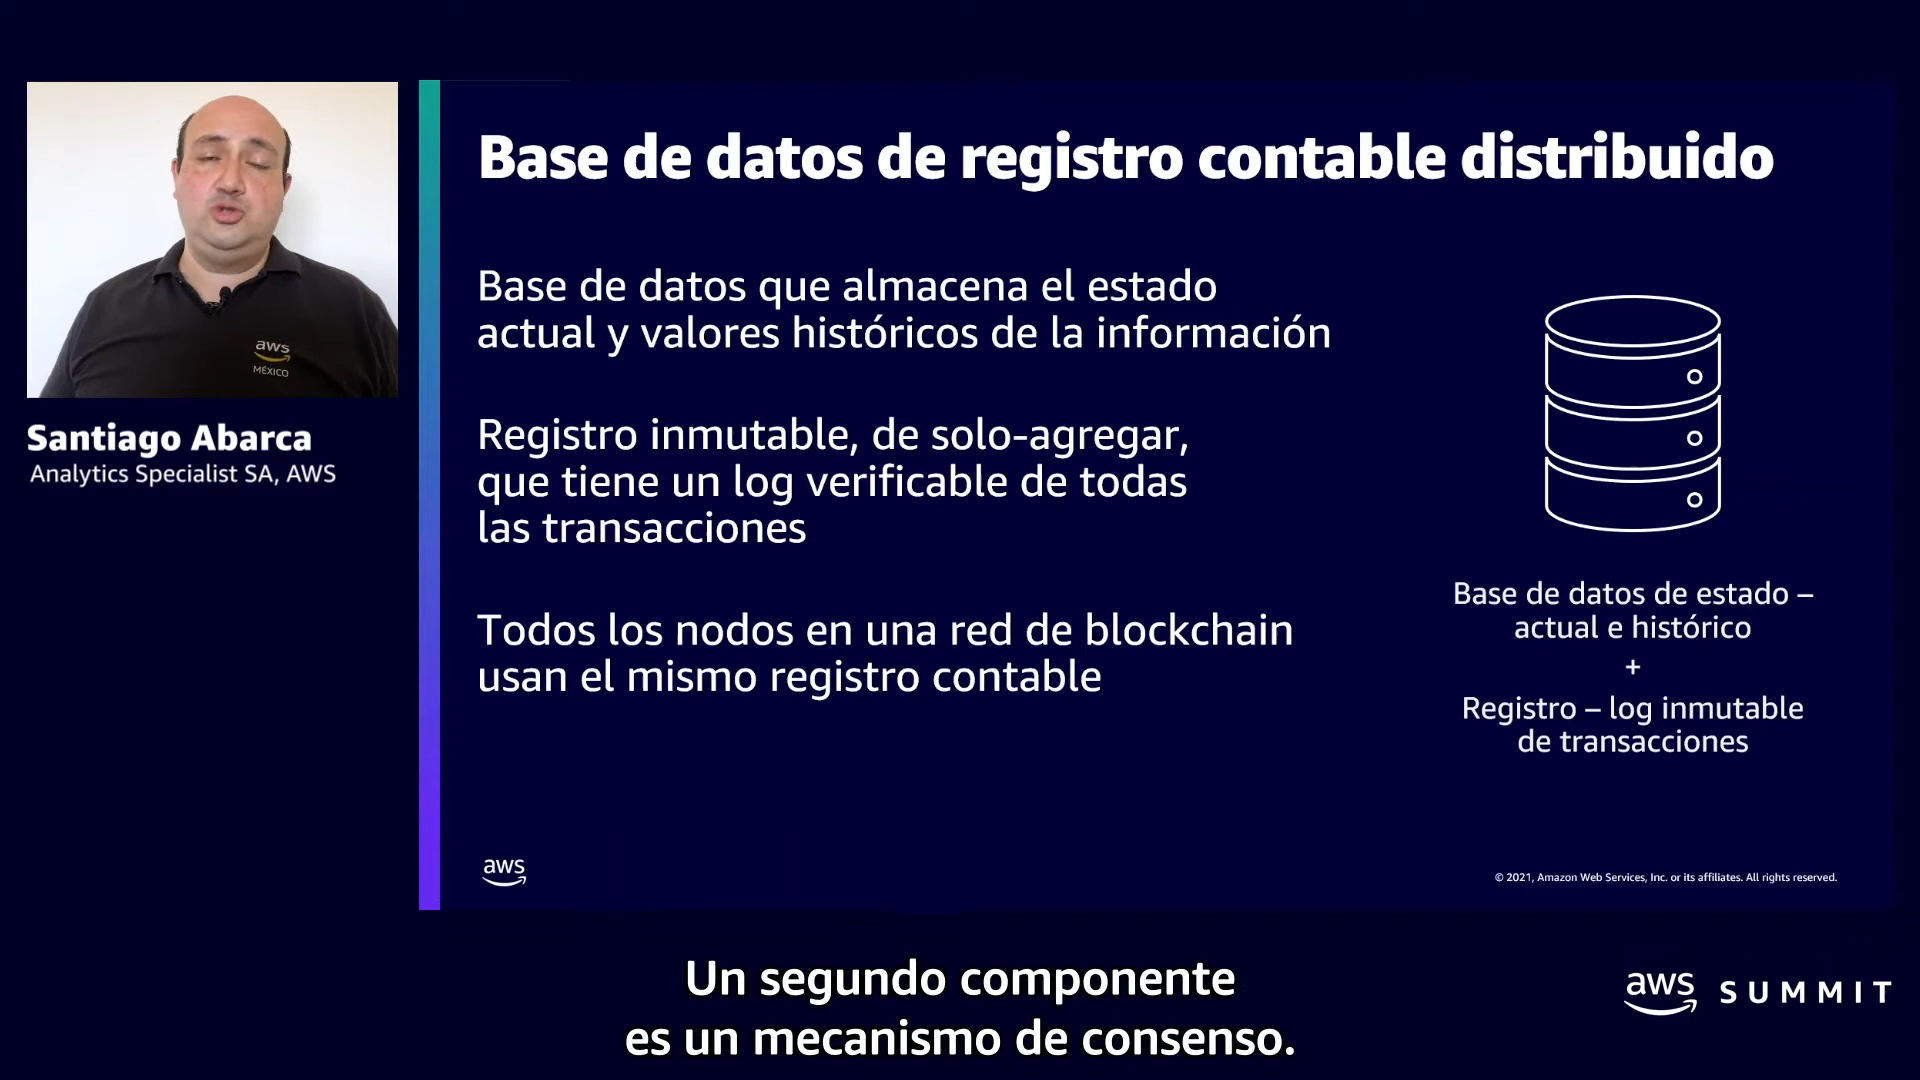 Base de datos de registro contable distribuido
Base de datos que almacena el estado
actual y valores históricos de la información
Registro inmutable, de solo-agregar,
que tiene un log verificable de todas
las transacciones
Todos los nodos en una red de blockchain
usan el mismo registro contable
Base de datos de estado –
actual e histórico
+
Registro – log inmutable
de transacciones
aws
MÉXICO
Santiago Abarca
Analytics Specialist SA, AWS
aws
© 2021, Amazon Web Services, Inc. or its affiliates. All rights reserved.
Un segundo componente
es un mecanismo de consenso.
aws SUMMIT